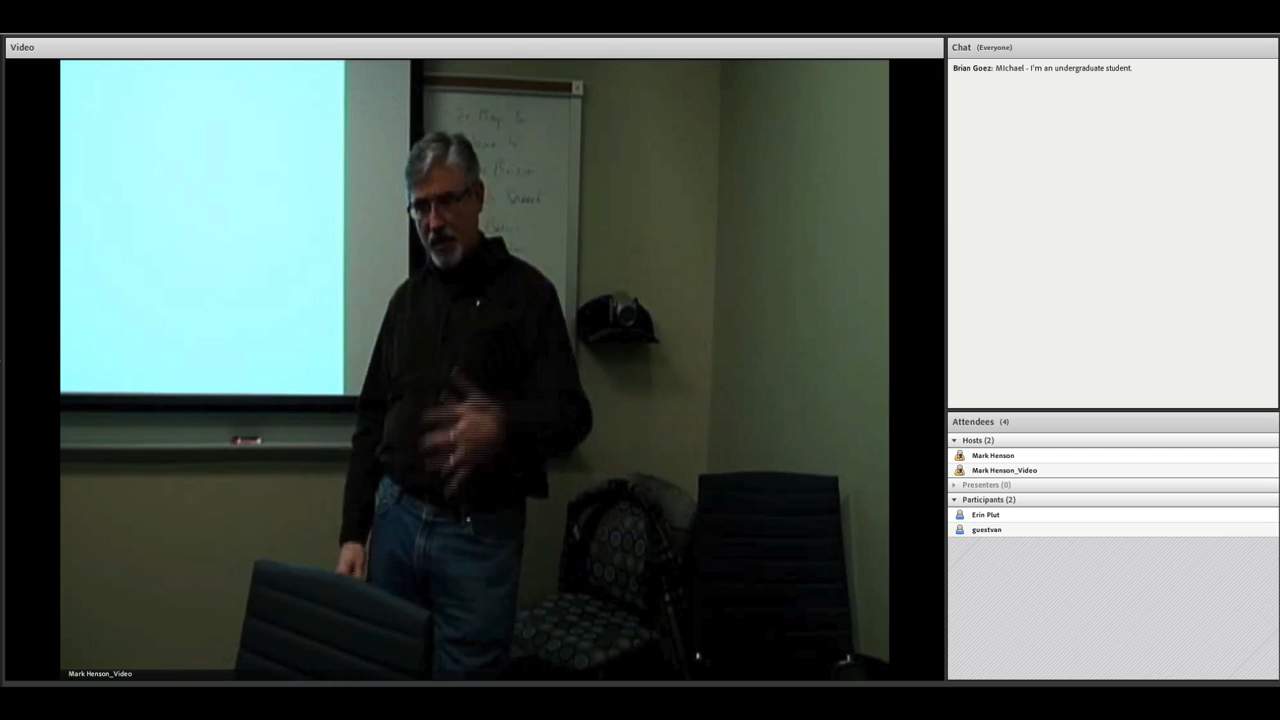 Video
Mark Henson_Video
Chat (Everyone)
Brian Goez: MIchael - I'm an undergraduate student.
Attendees (4)
Hosts (2)
Mark Henson
Mark Henson_Video
Presenters (0)
Participants (2)
Erin Plut
guestvan